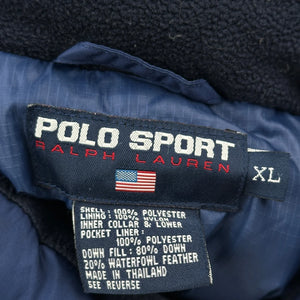 POLO SPORT
RALPH LAUREN
XL
SHELL: 100% POLYESTER
LINING: 100% NYLON
INNER COLLAR & LOWER
POCKET LINER:
100% POLYESTER
DOWN FILL: 80% DOWN
20% WATERFOWL FEATHER
MADE IN THAILAND
SEE REVERSE